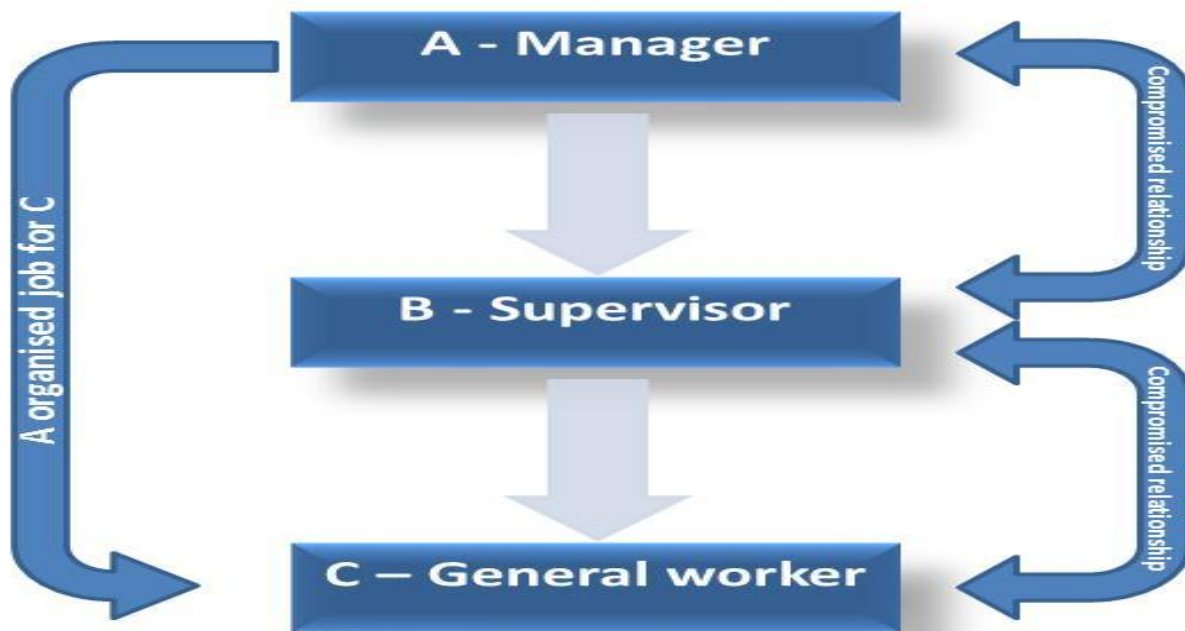 A - Manager
Compromised relationship
A organised job for C
B - Supervisor
Compromised relationship
C – General worker